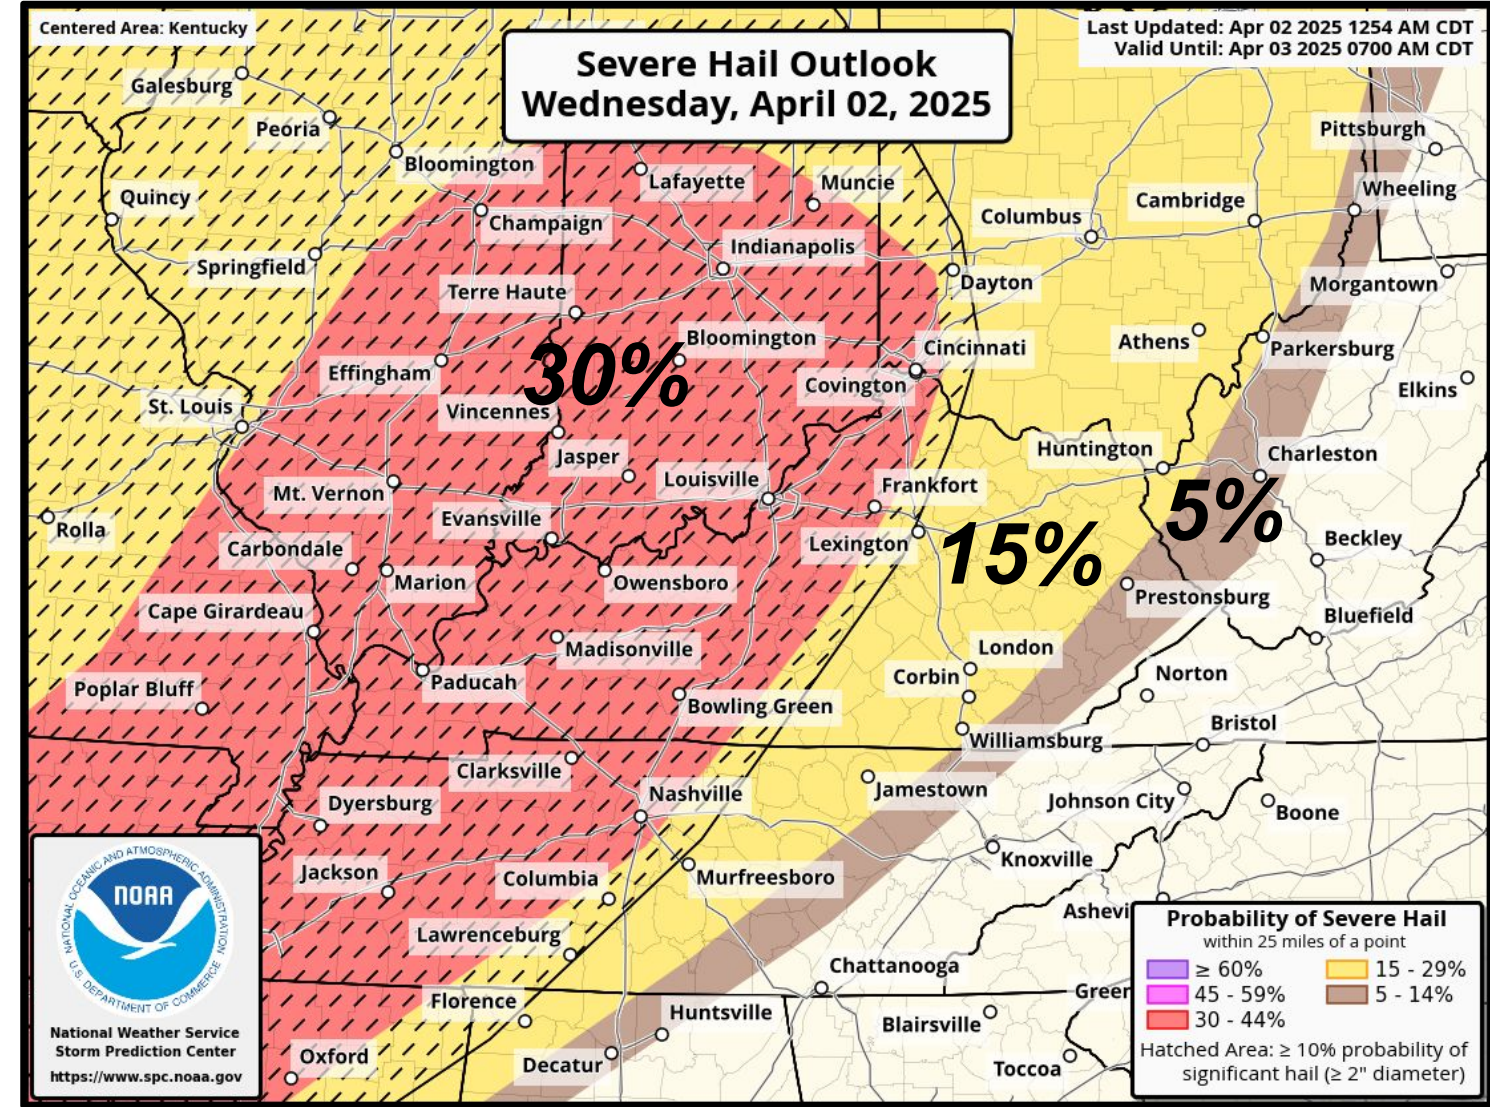 Centered Area: Kentucky
Last Updated: Apr 02 2025 1254 AM CDT
Valid Until: Apr 03 2025 0700 AM CDT
Severe Hail Outlook
Wednesday, April 02, 2025
Galesburg
Peoria
Pittsburgh
Bloomington
Lafayette
Muncie
Wheeling
Quincy
Champaign
Columbus
Cambridge
Springfield
Indianapolis
Terre Haute
Dayton
Morgantown
Effingham
30%
Bloomington
Cincinnati
Athens
Parkersburg
Covington
Elkins
St. Louis
Vincennes
Jasper
Louisville
Huntington
Charleston
Mt. Vernon
Frankfort
5%
Rolla
Evansville
Lexington
15%
Beckley
Carbondale
Marion
Owensboro
Prestonsburg
Cape Girardeau
Bluefield
Madisonville
London
Poplar Bluff
Paducah
Corbin
Norton
Bowling Green
Bristol
Williamsburg
Clarksville
Nashville
Jamestown
Dyersburg
Johnson City
Boone
Jackson
Columbia
Murfreesboro
Knoxville
Lawrenceburg
Ashevi
Chattanooga
Florence
Huntsville
Green
Blairsville
Decatur
Oxford
Toccoa
NATIONAL OCEANIC AND ATMOSPHERIC ADMINISTRATION
NOAA
U.S. DEPARTMENT OF COMMERCE
National Weather Service
Storm Prediction Center
https://www.spc.noaa.gov
Probability of Severe Hail
within 25 miles of a point
≥ 60%
15 - 29%
45 - 59%
5 - 14%
30 - 44%
Hatched Area: ≥ 10% probability of
significant hail (≥ 2" diameter)